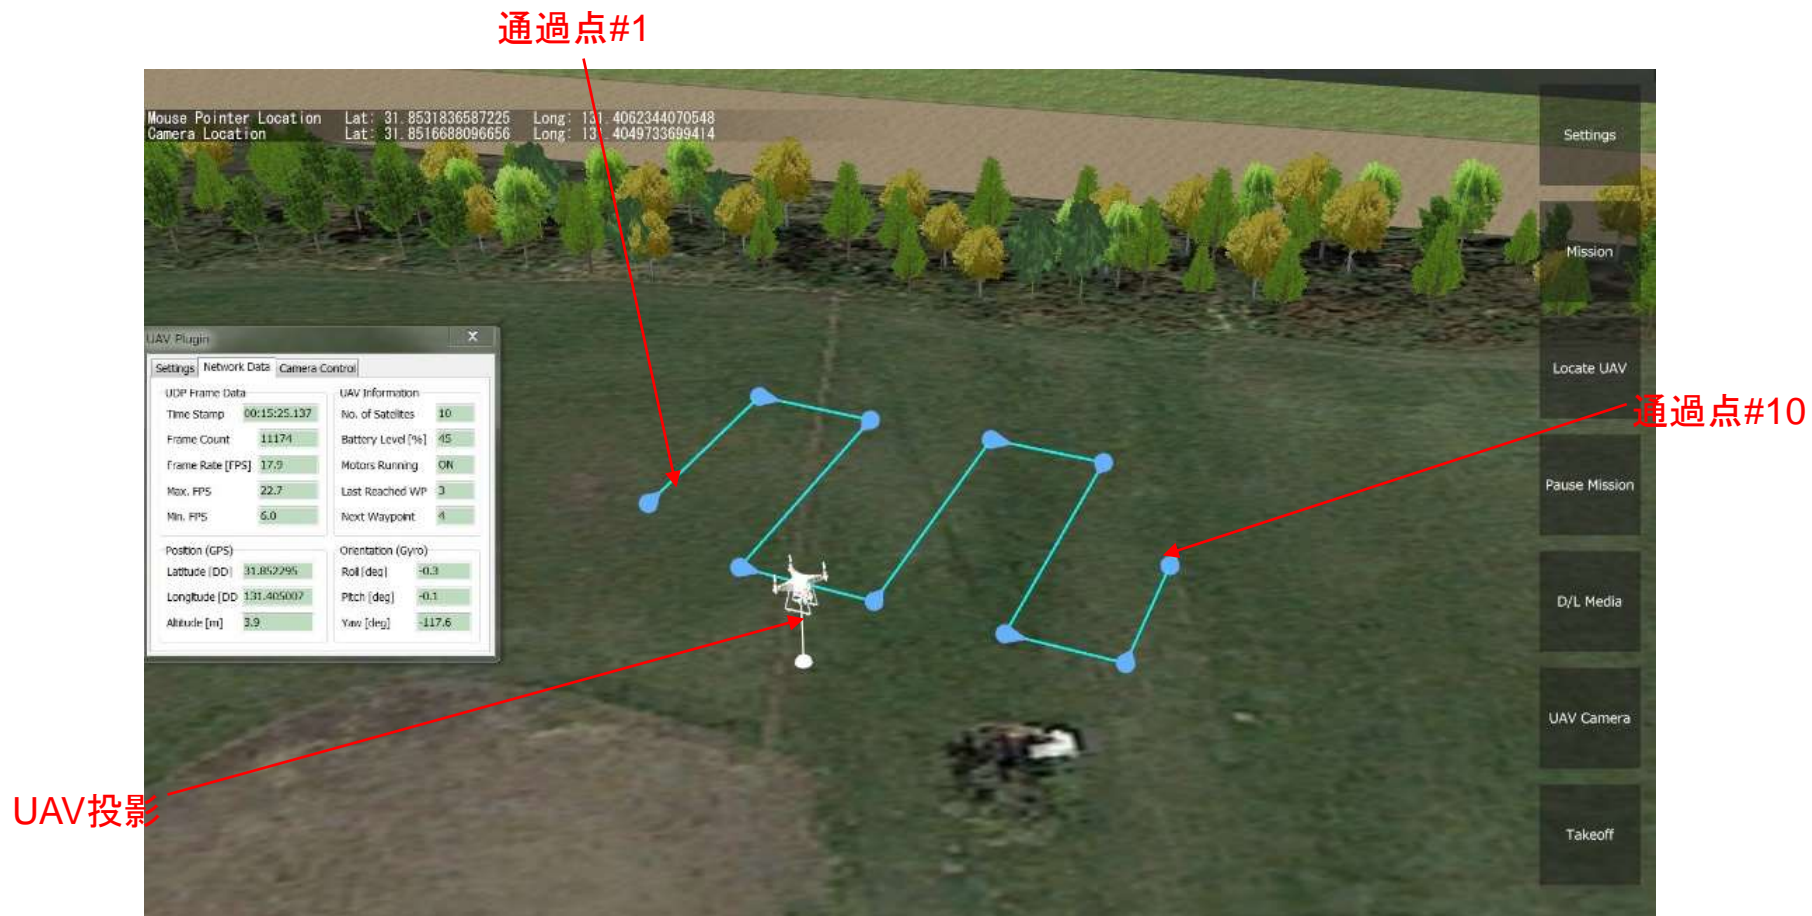 通過点#1
Mouse Pointer Location Lat: 31.8531836587225 Long: 131.4062344070548
Camera Location Lat: 31.8516688096656 Long: 131.4049733699414
Settings
Mission
Locate UAV
通過点#10
Pause Mission
D/L Media
UAV Camera
Takeoff
UAV Plugin X
Settings Network Data Camera Control
UDP Frame Data
Time Stamp 00:15:25.137
Frame Count 11174
Frame Rate [FPS] 17.9
Max. FPS 22.7
Min. FPS 6.0
UAV Information
No. of Satelites 10
Battery Level [%] 45
Motors Running ON
Last Reached WP 3
Next Waypoint 4
Position (GPS)
Latitude [DD] 31.852295
Longitude [DD 131.405007
Altitude [m] 3.9
Orientation (Gyro)
Roll [deg] -0.3
Pitch [deg] -0.1
Yaw [deg] -117.6
UAV投影